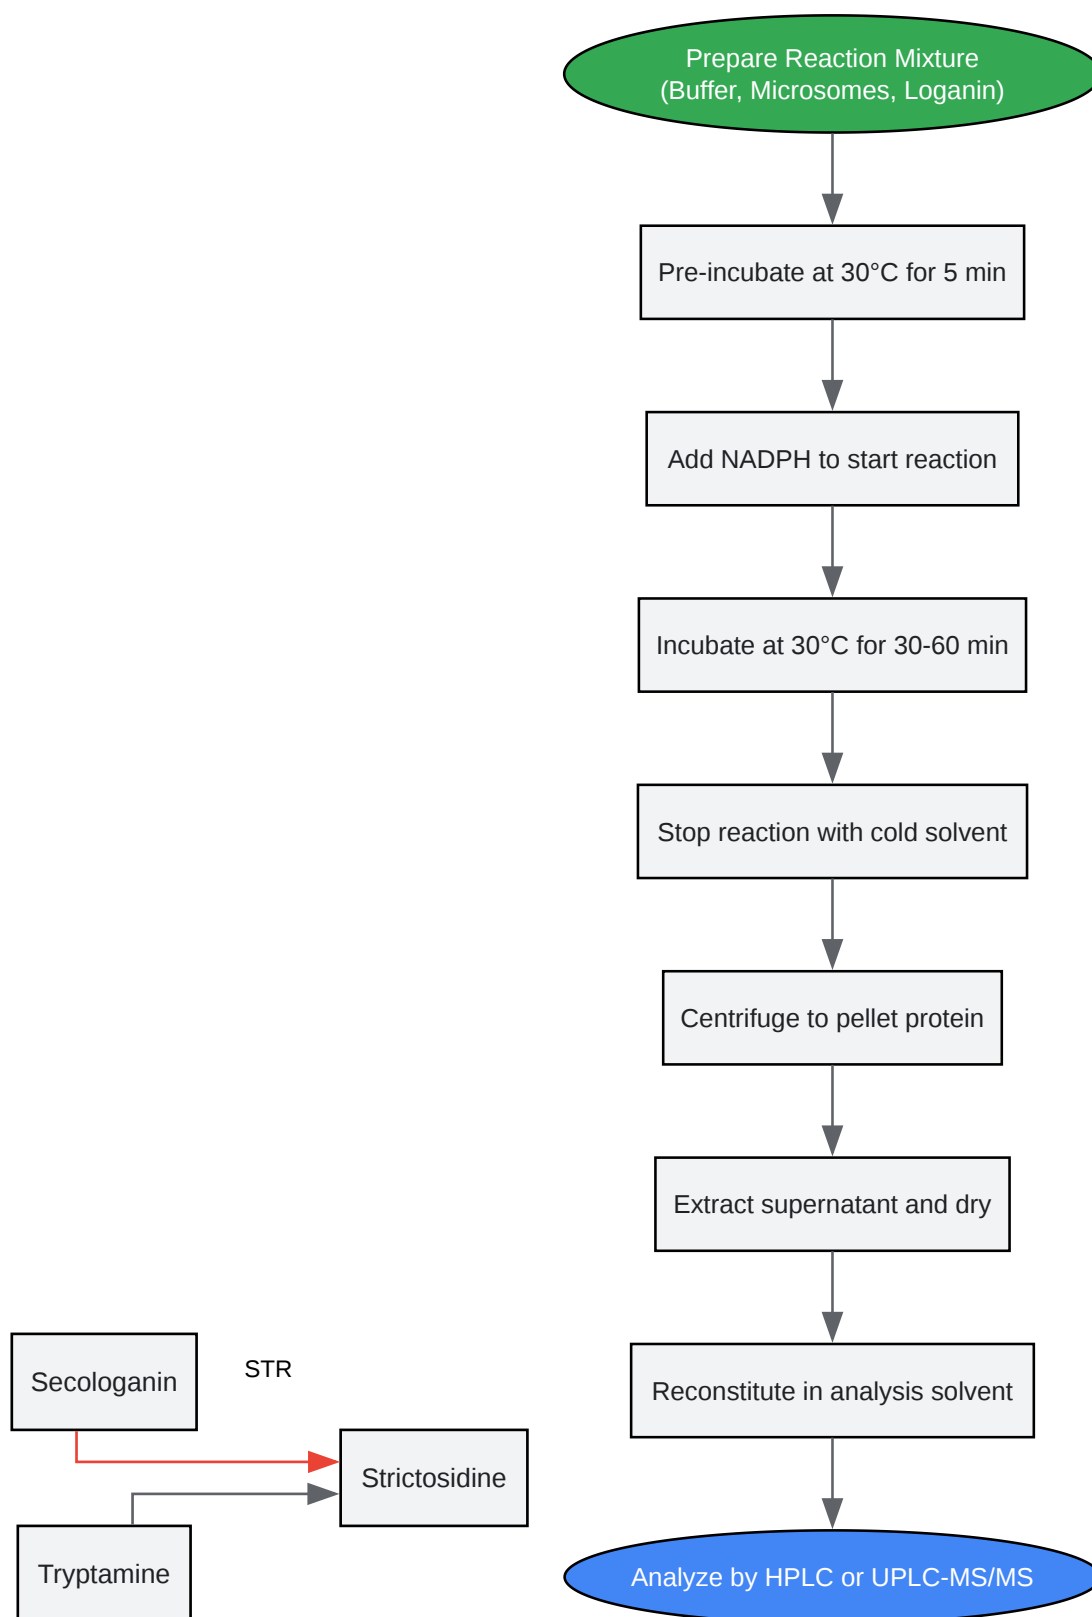 Prepare Reaction Mixture
(Buffer, Microsomes, Loganin)
Pre-incubate at 30°C for 5 min
Add NADPH to start reaction
Incubate at 30°C for 30-60 min
Stop reaction with cold solvent
Centrifuge to pellet protein
Extract supernatant and dry
Reconstitute in analysis solvent
Analyze by HPLC or UPLC-MS/MS
Secologanin
STR
Strictosidine
Tryptamine